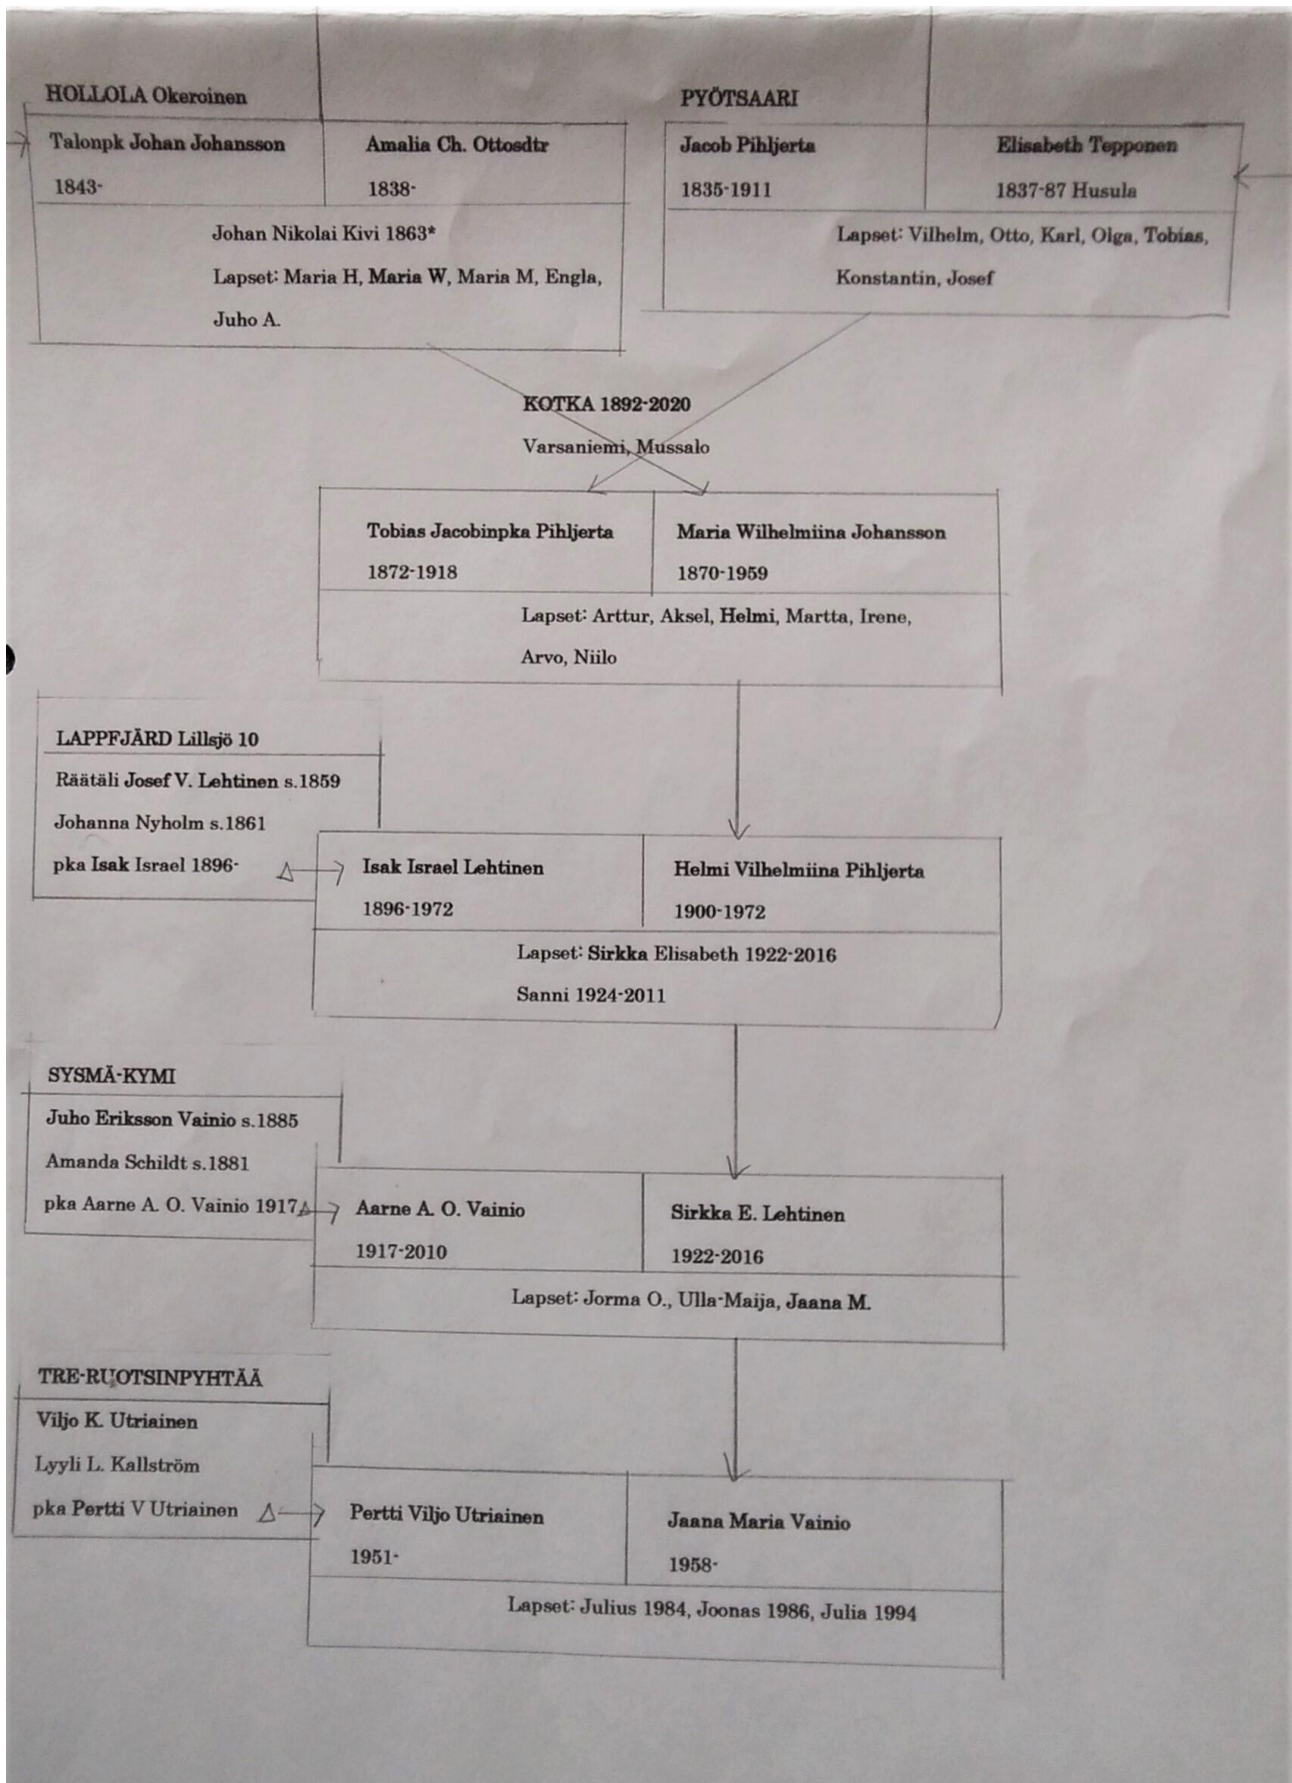 HOLLOLA Okeroinen
Talonpk Johan Johansson
1843-
Amalia Ch. Ottosdtr
1838-
Johan Nikolai Kivi 1863*
Lapset: Maria H, Maria W, Maria M, Engla,
Juho A.
PYÖTSAARI
Jacob Pihljerta
1835-1911
Elisabeth Tepponen
1837-87 Husula
Lapset: Vilhelm, Otto, Karl, Olga, Tobias,
Konstantin, Josef
KOTKA 1892-2020
Varsaniemi, Mussalo
Tobias Jacobinpka Pihljerta
1872-1918
Maria Wilhelmiina Johansson
1870-1959
Lapset: Arttur, Aksel, Helmi, Martta, Irene,
Arvo, Niilo
LAPPFJÄRD Lillsjö 10
Räätäli Josef V. Lehtinen s.1859
Johanna Nyholm s.1861
pka Isak Israel 1896-
Isak Israel Lehtinen
1896-1972
Helmi Vilhelmiina Pihljerta
1900-1972
Lapset: Sirkka Elisabeth 1922-2016
Sanni 1924-2011
SYSMÄ-KYMI
Juho Eriksson Vainio s.1885
Amanda Schildt s.1881
pka Aarne A. O. Vainio 1917
Aarne A. O. Vainio
1917-2010
Sirkka E. Lehtinen
1922-2016
Lapset: Jorma O., Ulla-Maija, Jaana M.
TRE-RUOTSINPYHTÄÄ
Viljo K. Utriainen
Lyyli L. Kallström
pka Pertti V Utriainen
Pertti Viljo Utriainen
1951-
Jaana Maria Vainio
1958-
Lapset: Julius 1984, Joonas 1986, Julia 1994